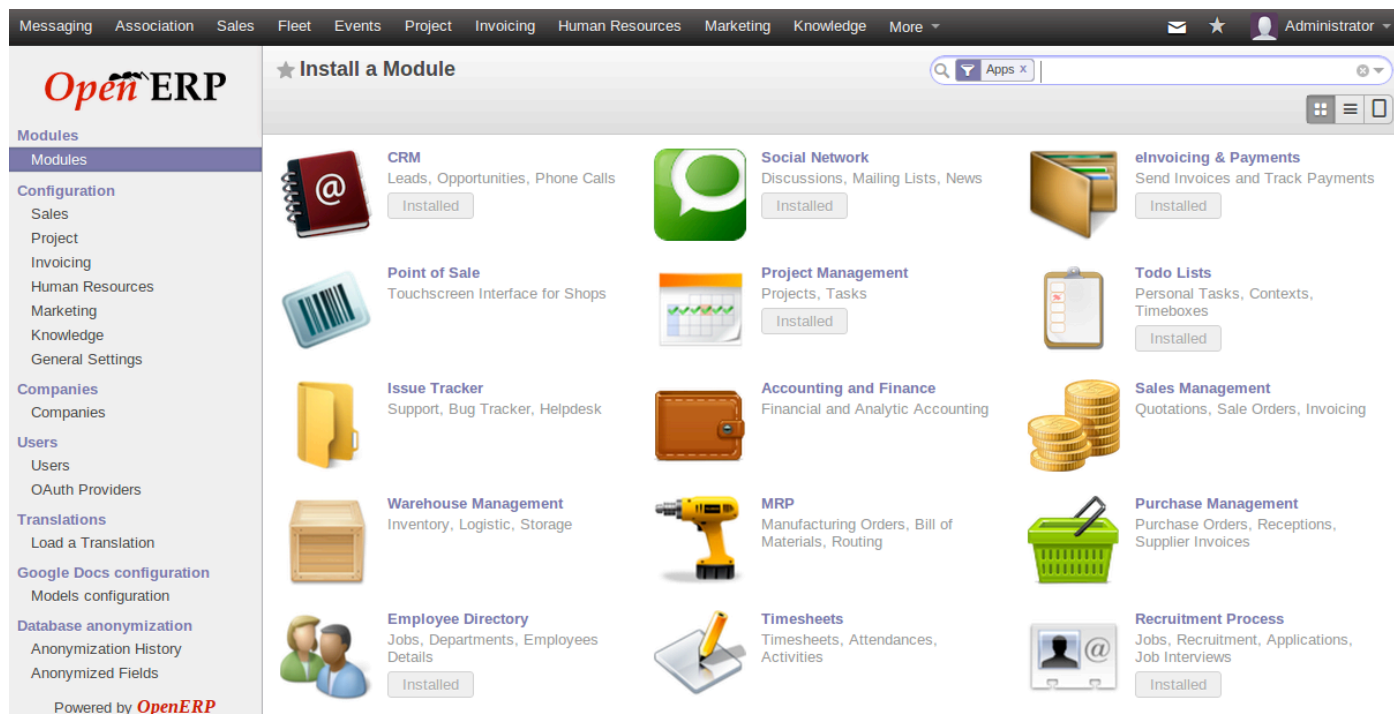 Messaging Association Sales Fleet Events Project Invoicing Human Resources Marketing Knowledge More Administrator
OpenERP
Modules
Modules
Configuration
Sales
Project
Invoicing
Human Resources
Marketing
Knowledge
General Settings
Companies
Companies
Users
Users
OAuth Providers
Translations
Load a Translation
Google Docs configuration
Models configuration
Database anonymization
Anonymization History
Anonymized Fields
Powered by OpenERP
Install a Module
Apps x
CRM
Leads, Opportunities, Phone Calls
Installed
@
Social Network
Discussions, Mailing Lists, News
Installed
eInvoicing & Payments
Send Invoices and Track Payments
Installed
Point of Sale
Touchscreen Interface for Shops
Project Management
Projects, Tasks
Installed
Todo Lists
Personal Tasks, Contexts,
Timeboxes
Installed
Issue Tracker
Support, Bug Tracker, Helpdesk
Accounting and Finance
Financial and Analytic Accounting
Sales Management
Quotations, Sale Orders, Invoicing
Warehouse Management
Inventory, Logistic, Storage
MRP
Manufacturing Orders, Bill of
Materials, Routing
Purchase Management
Purchase Orders, Receptions,
Supplier Invoices
Employee Directory
Jobs, Departments, Employees
Details
Installed
Timesheets
Timesheets, Attendances,
Activities
@
Recruitment Process
Jobs, Recruitment, Applications,
Job Interviews
Installed